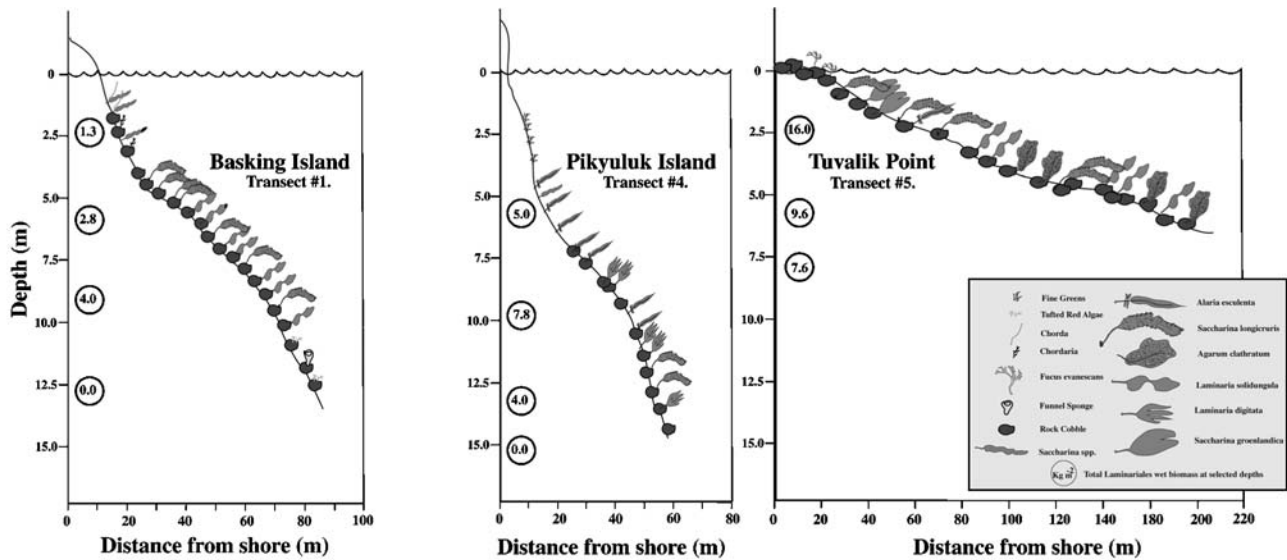 Depth (m)
0
2.5
5.0
7.5
10.0
12.5
15.0
1.3
2.8
4.0
0.0
Basking Island
Transect #1.
0
20
40
60
80
100
Distance from shore (m)
0
2.5
5.0
7.5
10.0
12.5
15.0
5.0
7.8
4.0
0.0
Pikyuluk Island
Transect #4.
0
20
40
60
80
Distance from shore (m)
0.0
2.5
5.0
7.5
10.0
12.5
15.0
16.0
9.6
7.6
Tuvalik Point
Transect #5.
0
20
40
60
80
100
120
140
160
180
200
220
Distance from shore (m)
Fine Greens
Tufted Red Algae
Chorda
Chordaria
Fucus evanescans
Funnel Sponge
Rock Cobble
Saccharina spp.
Alaria esculenta
Saccharina longicruris
Agarum clathratum
Laminaria solidungula
Laminaria digitata
Saccharina groenlandica
Kg m-2 Total Laminariales wet biomass at selected depths